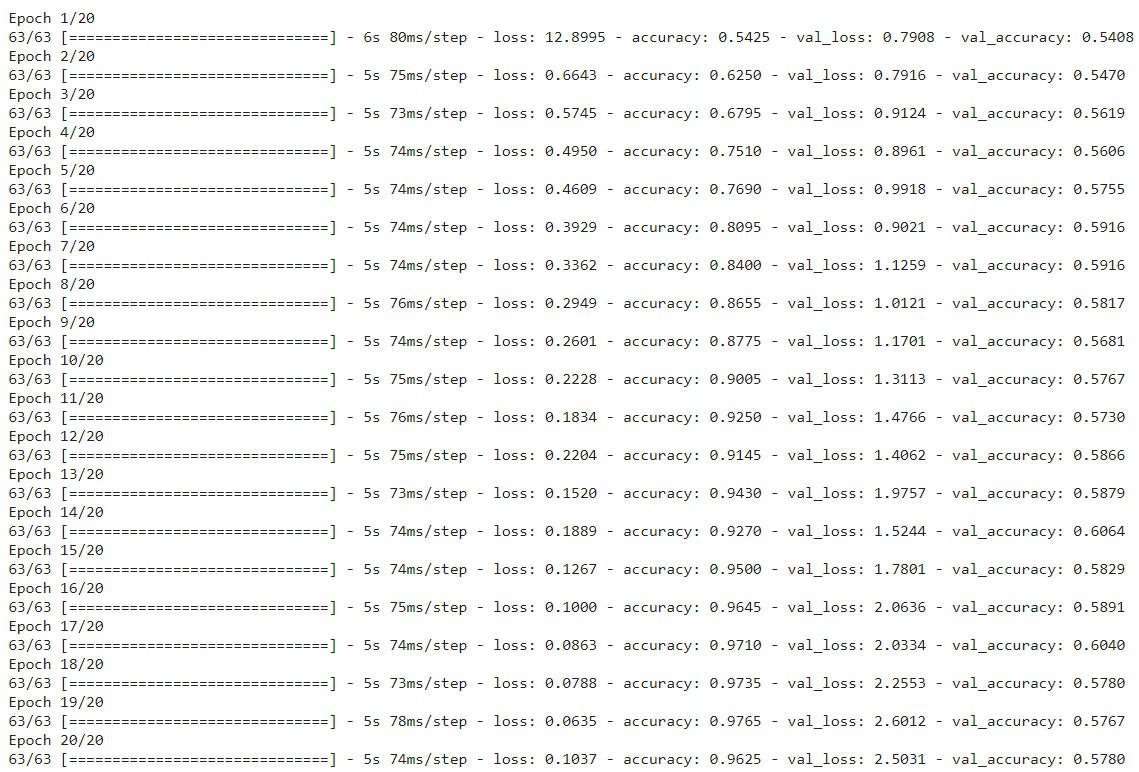 Epoch 1/20
63/63 [==============================] - 6s 80ms/step - loss: 12.8995 - accuracy: 0.5425 - val_loss: 0.7908 - val_accuracy: 0.5408
Epoch 2/20
63/63 [==============================] - 5s 75ms/step - loss: 0.6643 - accuracy: 0.6250 - val_loss: 0.7916 - val_accuracy: 0.5470
Epoch 3/20
63/63 [==============================] - 5s 73ms/step - loss: 0.5745 - accuracy: 0.6795 - val_loss: 0.9124 - val_accuracy: 0.5619
Epoch 4/20
63/63 [==============================] - 5s 74ms/step - loss: 0.4950 - accuracy: 0.7510 - val_loss: 0.8961 - val_accuracy: 0.5606
Epoch 5/20
63/63 [==============================] - 5s 74ms/step - loss: 0.4609 - accuracy: 0.7690 - val_loss: 0.9918 - val_accuracy: 0.5755
Epoch 6/20
63/63 [==============================] - 5s 74ms/step - loss: 0.3929 - accuracy: 0.8095 - val_loss: 0.9021 - val_accuracy: 0.5916
Epoch 7/20
63/63 [==============================] - 5s 74ms/step - loss: 0.3362 - accuracy: 0.8400 - val_loss: 1.1259 - val_accuracy: 0.5916
Epoch 8/20
63/63 [==============================] - 5s 76ms/step - loss: 0.2949 - accuracy: 0.8655 - val_loss: 1.0121 - val_accuracy: 0.5817
Epoch 9/20
63/63 [==============================] - 5s 74ms/step - loss: 0.2601 - accuracy: 0.8775 - val_loss: 1.1701 - val_accuracy: 0.5681
Epoch 10/20
63/63 [==============================] - 5s 75ms/step - loss: 0.2228 - accuracy: 0.9005 - val_loss: 1.3113 - val_accuracy: 0.5767
Epoch 11/20
63/63 [==============================] - 5s 76ms/step - loss: 0.1834 - accuracy: 0.9250 - val_loss: 1.4766 - val_accuracy: 0.5730
Epoch 12/20
63/63 [==============================] - 5s 75ms/step - loss: 0.2204 - accuracy: 0.9145 - val_loss: 1.4062 - val_accuracy: 0.5866
Epoch 13/20
63/63 [==============================] - 5s 73ms/step - loss: 0.1520 - accuracy: 0.9430 - val_loss: 1.9757 - val_accuracy: 0.5879
Epoch 14/20
63/63 [==============================] - 5s 74ms/step - loss: 0.1889 - accuracy: 0.9270 - val_loss: 1.5244 - val_accuracy: 0.6064
Epoch 15/20
63/63 [==============================] - 5s 74ms/step - loss: 0.1267 - accuracy: 0.9500 - val_loss: 1.7801 - val_accuracy: 0.5829
Epoch 16/20
63/63 [==============================] - 5s 75ms/step - loss: 0.1000 - accuracy: 0.9645 - val_loss: 2.0636 - val_accuracy: 0.5891
Epoch 17/20
63/63 [==============================] - 5s 74ms/step - loss: 0.0863 - accuracy: 0.9710 - val_loss: 2.0334 - val_accuracy: 0.6040
Epoch 18/20
63/63 [==============================] - 5s 73ms/step - loss: 0.0788 - accuracy: 0.9735 - val_loss: 2.2553 - val_accuracy: 0.5780
Epoch 19/20
63/63 [==============================] - 5s 78ms/step - loss: 0.0635 - accuracy: 0.9765 - val_loss: 2.6012 - val_accuracy: 0.5767
Epoch 20/20
63/63 [==============================] - 5s 74ms/step - loss: 0.1037 - accuracy: 0.9625 - val_loss: 2.5031 - val_accuracy: 0.5780